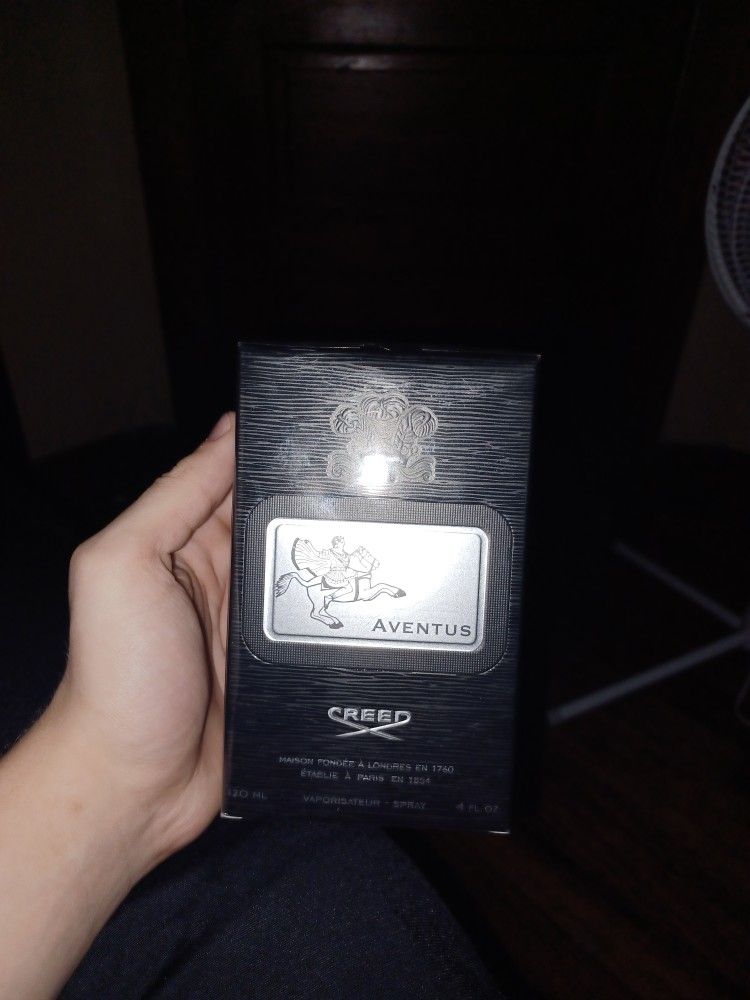 AVENTUS
CREED
MAISON FONDÉE À LONDRES EN 1760
ÉTABLIE À PARIS EN 1854
120 ML VAPORISATEUR - SPRAY 4 FL. OZ